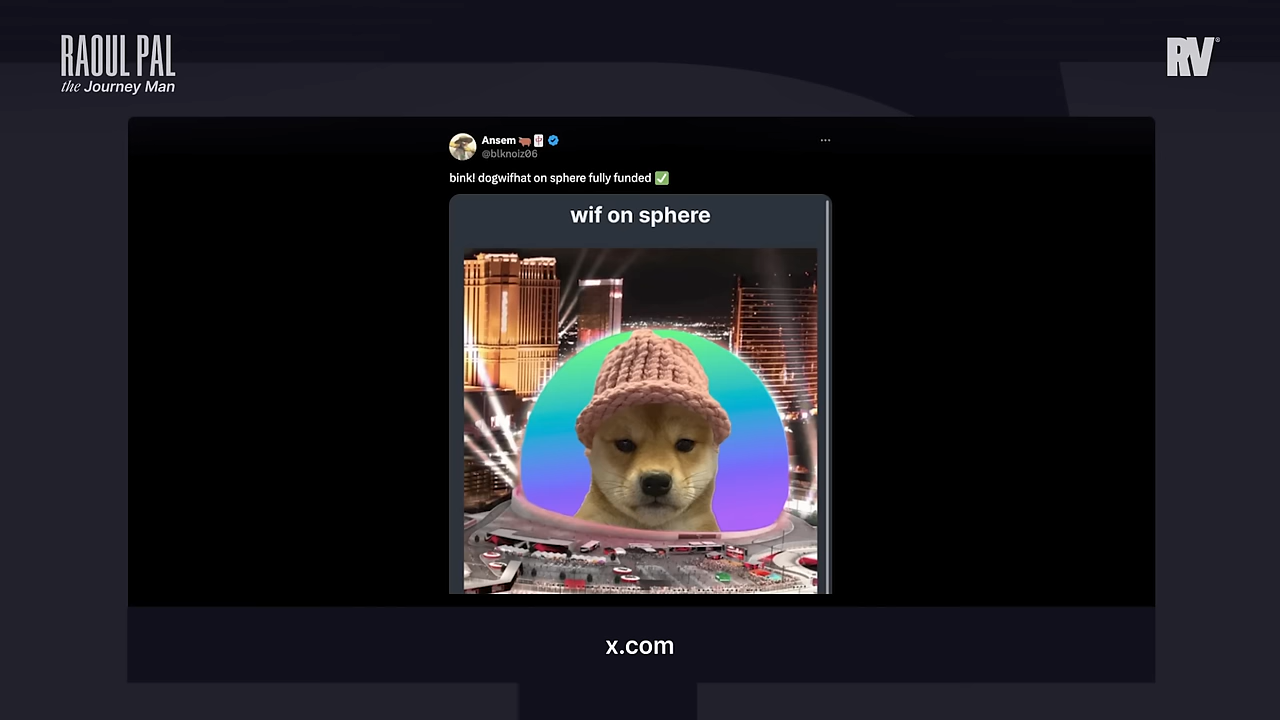 RAOUL PAL
the Journey Man
RV
Ansem
@blknoiz06
bink! dogwifhat on sphere fully funded ✅
wif on sphere
x.com